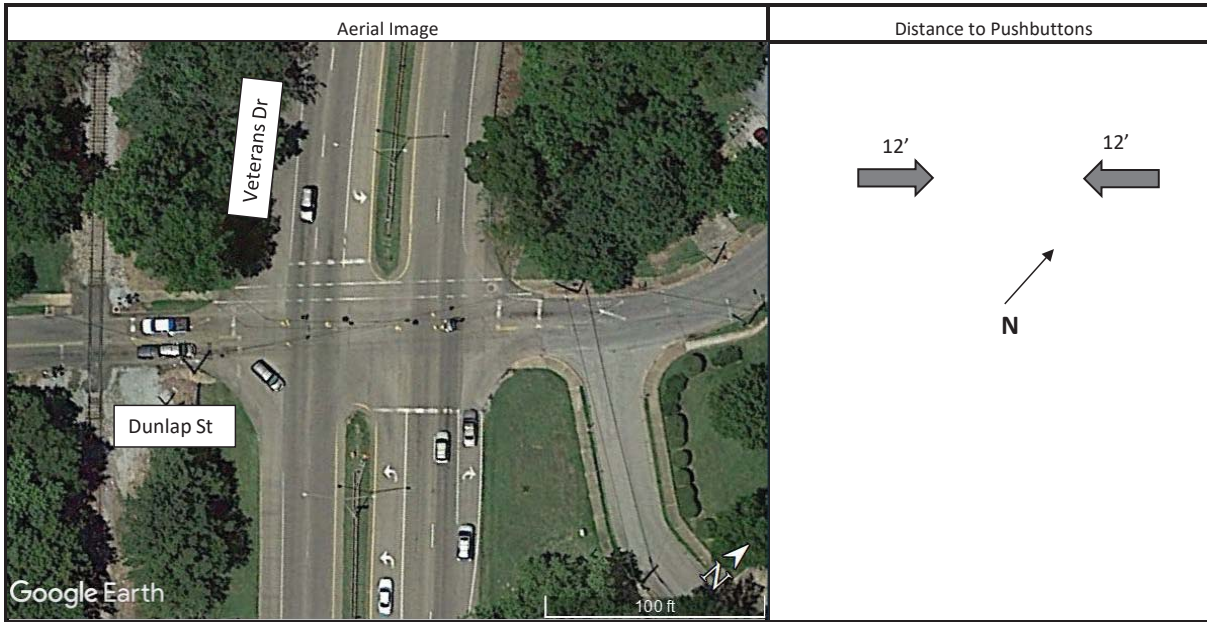 Aerial Image
Distance to Pushbuttons
Veterans Dr
12’
12’
N
Dunlap St
N
Google Earth
100 ft